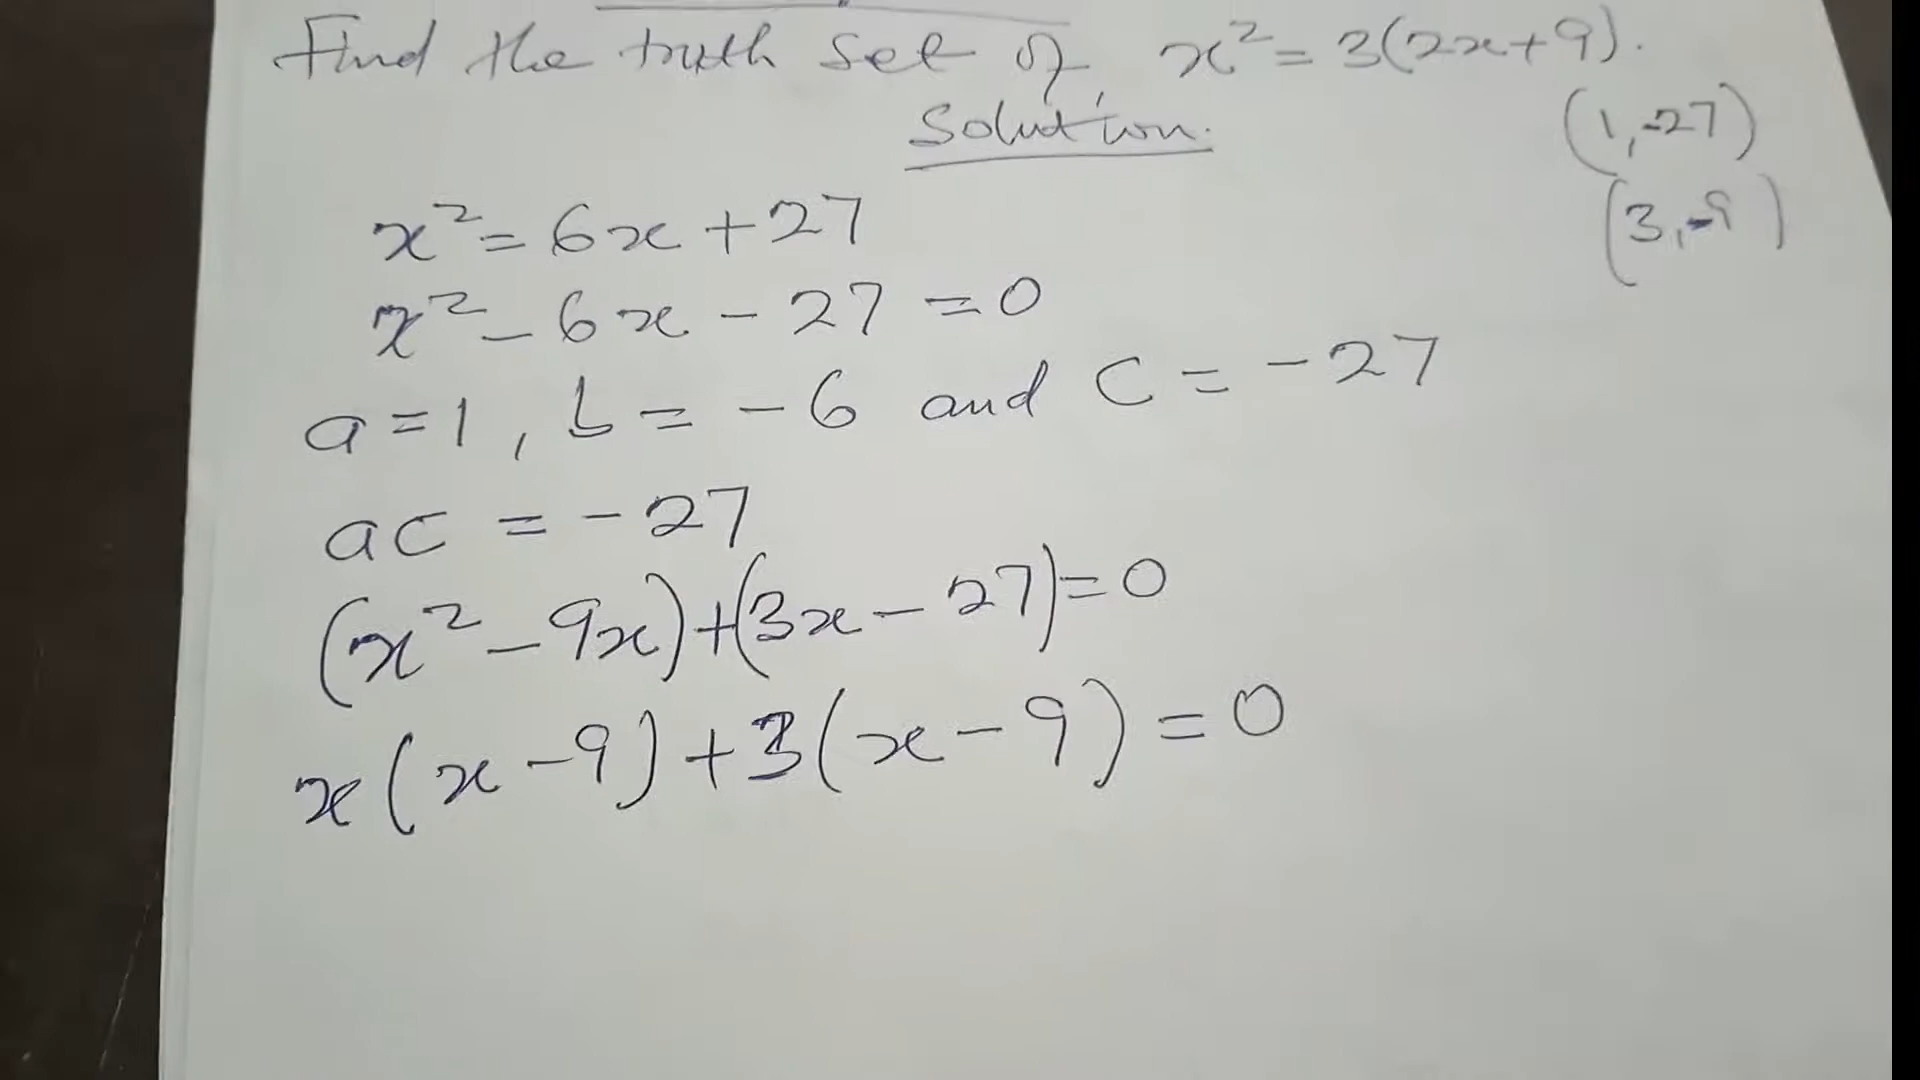 Find the truth set of, x² = 3(2x+9).
Solution.
(1, -27)
(3, -9)
x² = 6x + 27
x² - 6x - 27 = 0
a = 1, b = -6 and c = -27
ac = -27
(x² - 9x) + (3x - 27) = 0
x(x - 9) + 3(x - 9) = 0